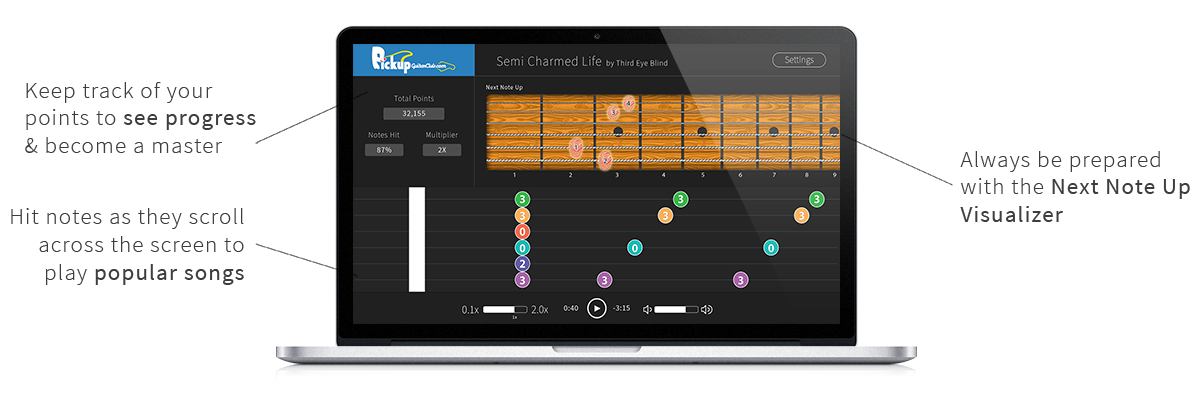 Keep track of your
points to see progress
& become a master
Hit notes as they scroll
across the screen to
play popular songs
Pickup
GuitarClub.com
Semi Charmed Life by Third Eye Blind
Settings
Total Points
32,155
Notes Hit
Multiplier
87%
2X
Next Note Up
4
3
1
2
1 2 3 4 5 6 7 8 9
3 3 3
3 3 3
0
0 0 0
2
3 3 3
0.1x 2.0x 0:40 -3:15
1x
Always be prepared
with the Next Note Up
Visualizer